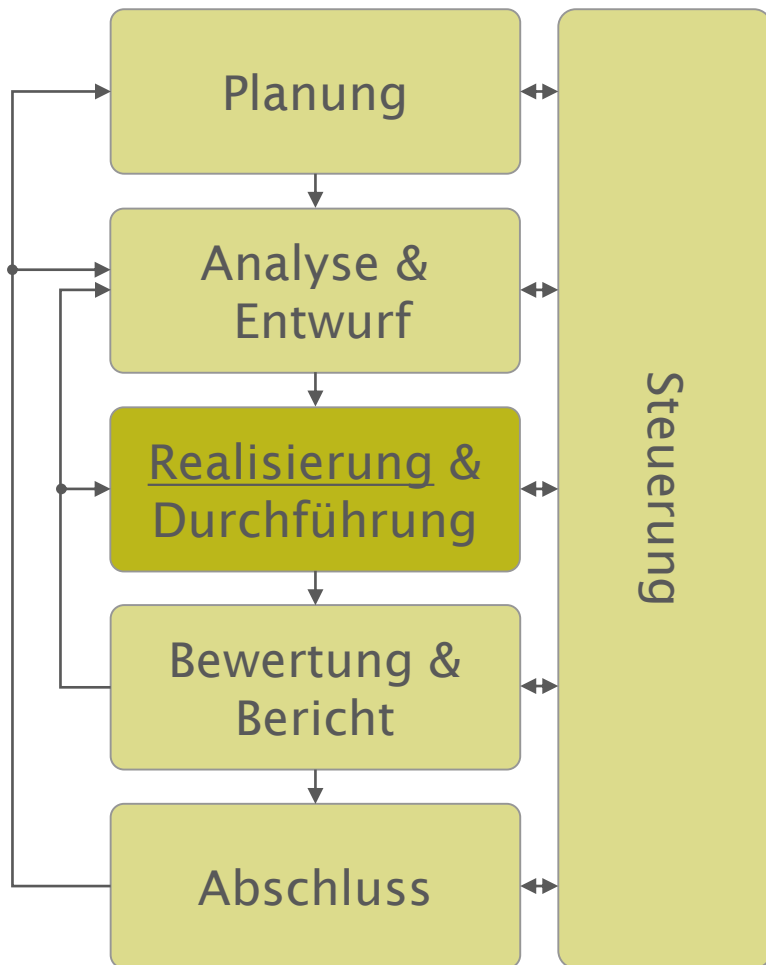 Planung
Analyse &
Entwurf
Realisierung &
Durchführung
Bewertung &
Bericht
Abschluss
Steuerung